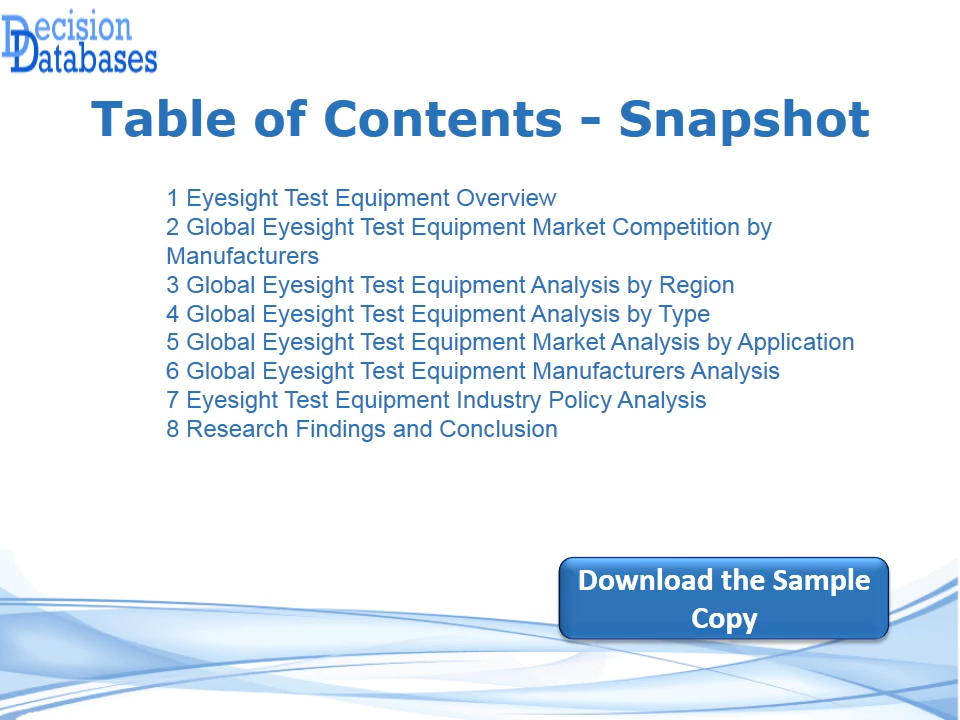 Decision
Databases
Table of Contents - Snapshot
1 Eyesight Test Equipment Overview
2 Global Eyesight Test Equipment Market Competition by
Manufacturers
3 Global Eyesight Test Equipment Analysis by Region
4 Global Eyesight Test Equipment Analysis by Type
5 Global Eyesight Test Equipment Market Analysis by Application
6 Global Eyesight Test Equipment Manufacturers Analysis
7 Eyesight Test Equipment Industry Policy Analysis
8 Research Findings and Conclusion
Download the Sample
Copy